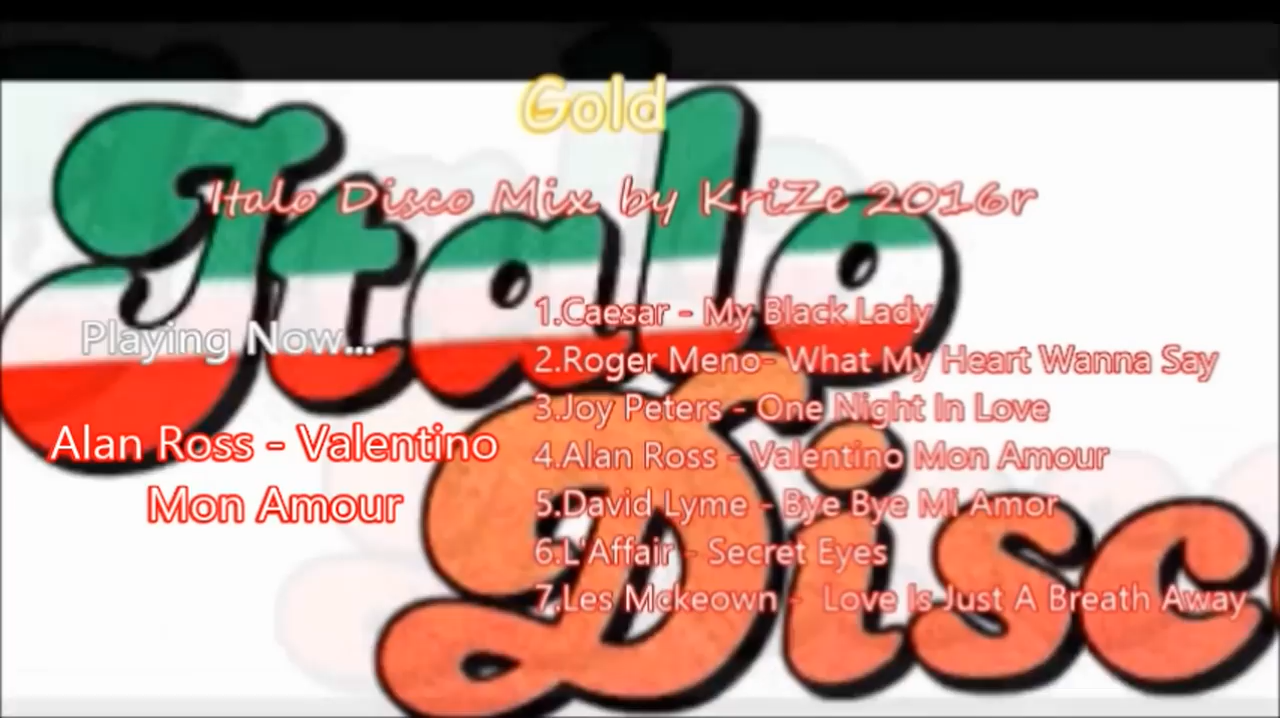 Gold
Italo Disco Mix by KriZe 2016r
Italo
Disc
Playing Now...
Alan Ross - Valentino
Mon Amour
1.Caesar - My Black Lady
2.Roger Meno- What My Heart Wanna Say
3.Joy Peters - One Night In Love
4.Alan Ross - Valentino Mon Amour
5.David Lyme - Bye Bye Mi Amor
6.L'Affair - Secret Eyes
7.Les Mckeown - Love Is Just A Breath Away